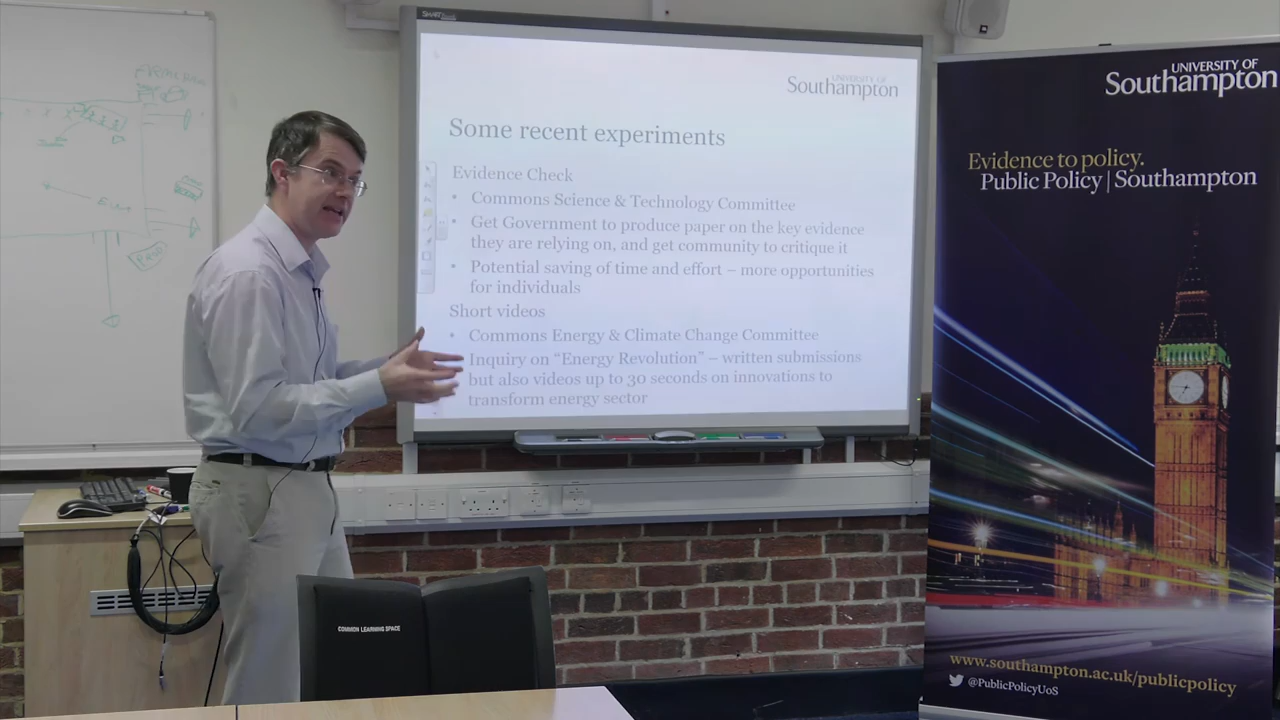 SMART
UNIVERSITY OF
Southampton
Some recent experiments
Evidence Check
• Commons Science & Technology Committee
• Get Government to produce paper on the key evidence
they are relying on, and get community to critique it
• Potential saving of time and effort – more opportunities
for individuals
Short videos
• Commons Energy & Climate Change Committee
Inquiry on “Energy Revolution” – written submissions
but also videos up to 30 seconds on innovations to
transform energy sector
UNIVERSITY OF
Southampton
Evidence to policy.
Public Policy | Southampton
www.southampton.ac.uk/publicpolicy
@PublicPolicyUoS
COMMON LEARNING SPACE